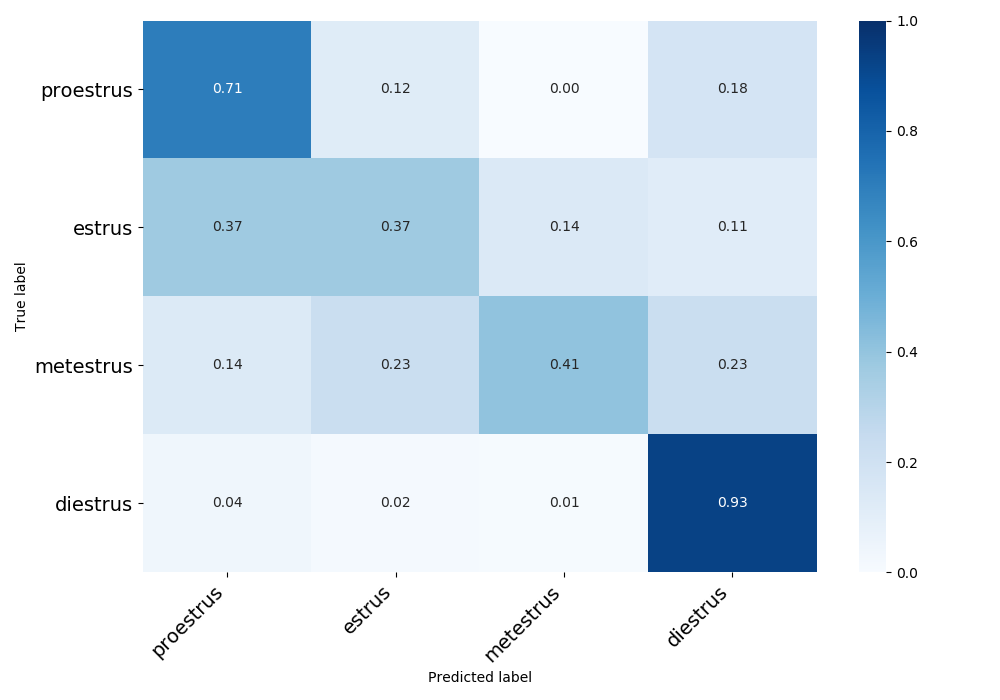 proestrus 0.71 0.12 0.00 0.18
estrus 0.37 0.37 0.14 0.11
metestrus 0.14 0.23 0.41 0.23
diestrus 0.04 0.02 0.01 0.93
True label
proestrus estrus metestrus diestrus
Predicted label
1.0
0.8
0.6
0.4
0.2
0.0